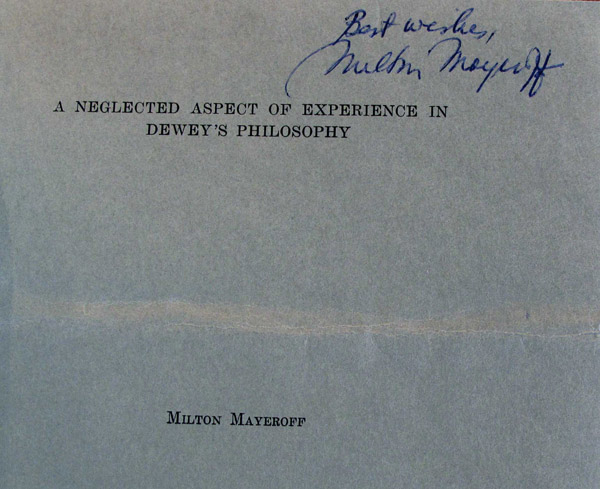 Best wishes,
Milton Mayeroff
A NEGLECTED ASPECT OF EXPERIENCE IN
DEWEY'S PHILOSOPHY
MILTON MAYEROFF